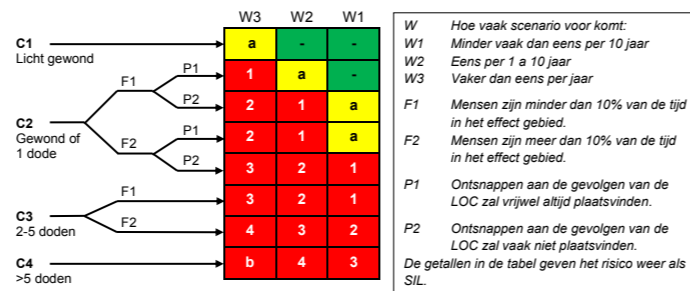 W3 W2 W1
C1
Licht gewond
a - -
F1 P1
1 a -
P2
2 1 a
C2
Gewond of
1 dode
F2 P1
2 1 a
P2
3 2 1
C3
2-5 doden
F1
3 2 1
F2
4 3 2
C4
>5 doden
b 4 3
W Hoe vaak scenario voor komt:
W1 Minder vaak dan eens per 10 jaar
W2 Eens per 1 a 10 jaar
W3 Vaker dan eens per jaar
F1 Mensen zijn minder dan 10% van de tijd
in het effect gebied.
F2 Mensen zijn meer dan 10% van de tijd
in het effect gebied.
P1 Ontsnappen aan de gevolgen van de
LOC zal vrijwel altijd plaatsvinden.
P2 Ontsnappen aan de gevolgen van de
LOC zal vaak niet plaatsvinden.
De getallen in de tabel geven het risico weer als
SIL.